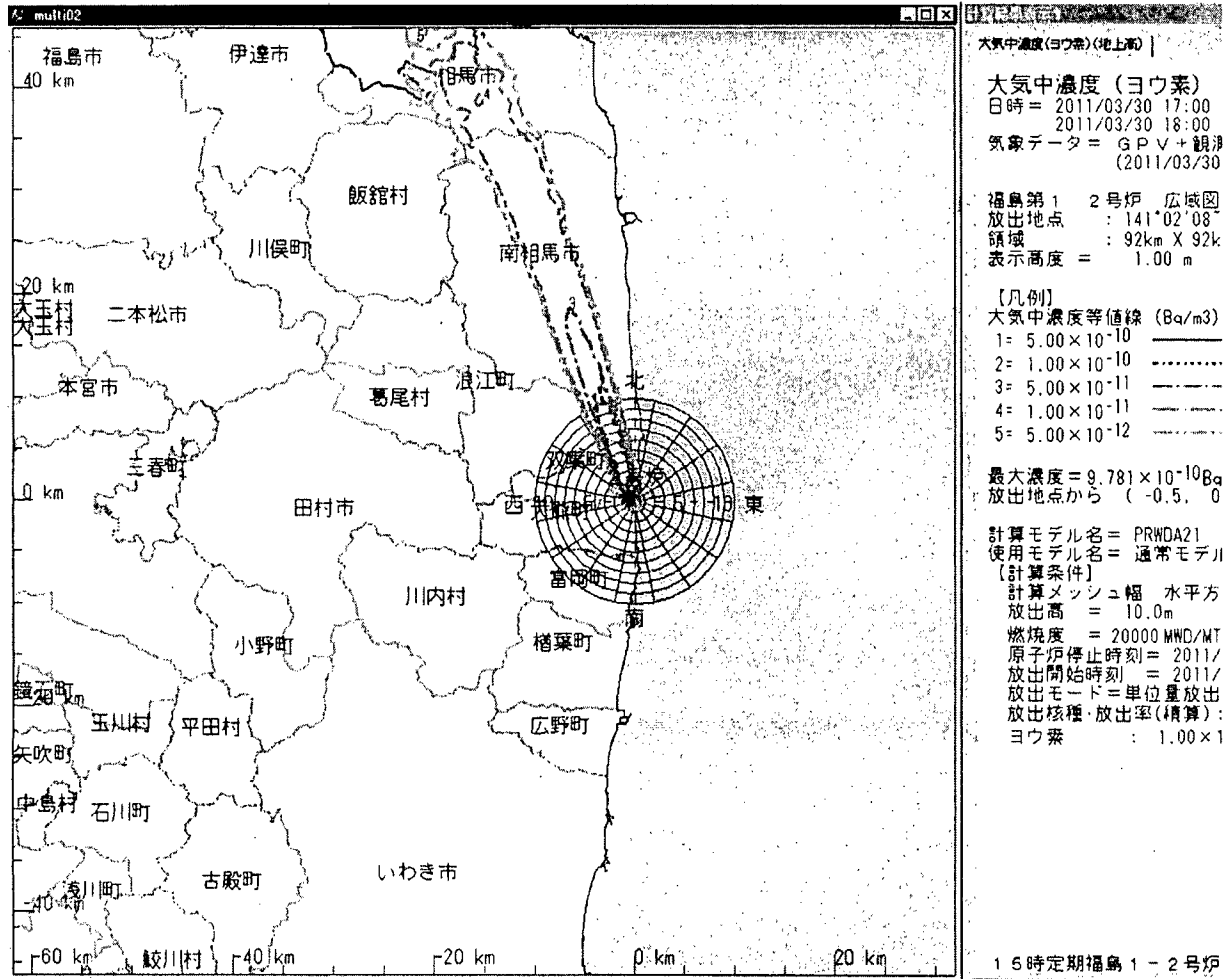 multi02
福島市
伊達市
相馬市
40 km
飯舘村
川俣町
南相馬市
20 km
大玉村
大玉村
二本松市
3
本宮市
浪江町
北
葛尾村
三春町
双葉町
0 km
田村市
西
東
富岡町
川内村
南
小野町
楢葉町
玉川村
平田村
広野町
矢吹町
中島村
石川町
古殿町
いわき市
浅川町
-40 km
鮫川村
-60 km
-40 km
-20 km
0 km
20 km
大気中濃度(ヨウ素)(地上高)
大気中濃度(ヨウ素)
日時= 2011/03/30 17:00
2011/03/30 18:00
気象データ= GPV+観測
(2011/03/30
福島第1 2号炉 広域図
放出地点 : 141°02'08"
領域 : 92km X 92k
表示高度 = 1.00 m
【凡例】
大気中濃度等値線 (Bq/m3)
1= 5.00×10-10
2= 1.00×10-10
3= 5.00×10-11
4= 1.00×10-11
5= 5.00×10-12
最大濃度=9.781×10-10Bq
放出地点から ( -0.5, 0
計算モデル名= PRWDA21
使用モデル名= 通常モデル
【計算条件】
計算メッシュ幅 水平方
放出高 = 10.0m
燃焼度 = 20000 MWD/MT
原子炉停止時刻= 2011/
放出開始時刻 = 2011/
放出モード=単位量放出
放出核種・放出率(積算):
ヨウ素 : 1.00×1
15時定期福島1-2号炉